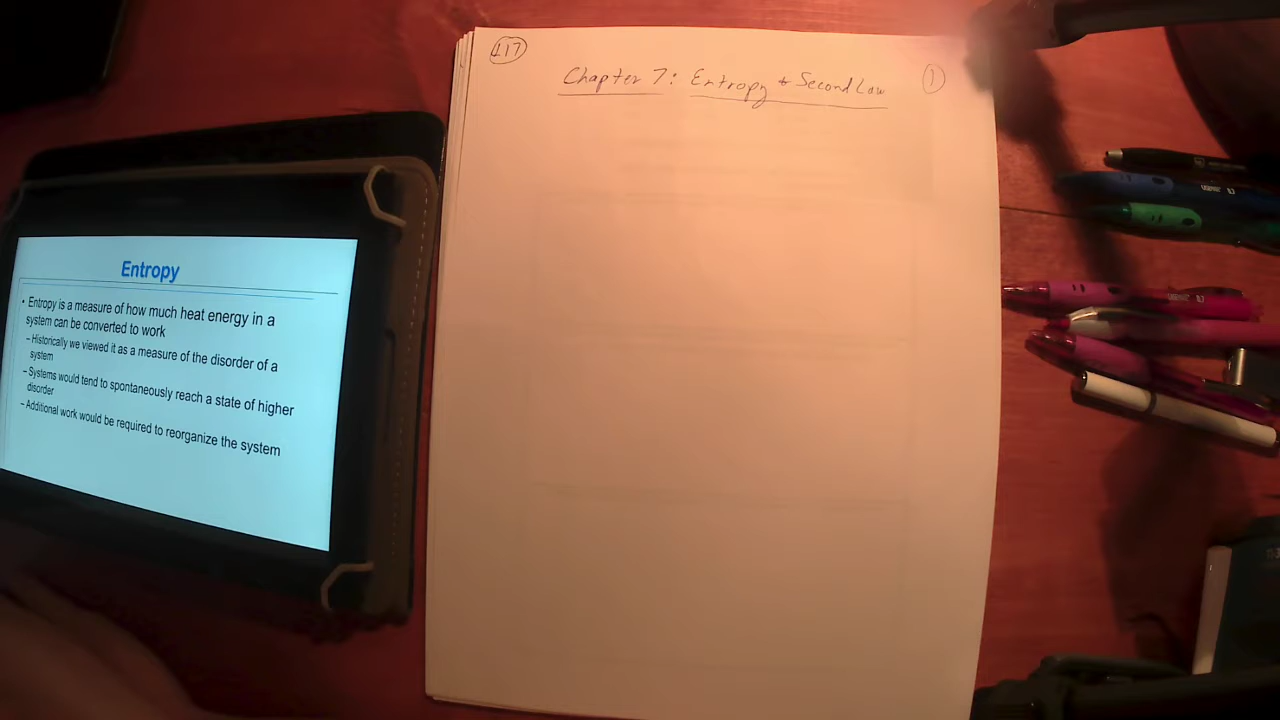 417
Chapter 7: Entropy + Second Law
1
Entropy
• Entropy is a measure of how much heat energy in a
system can be converted to work
– Historically we viewed it as a measure of the disorder of a
system
– Systems would tend to spontaneously reach a state of higher
disorder
– Additional work would be required to reorganize the system